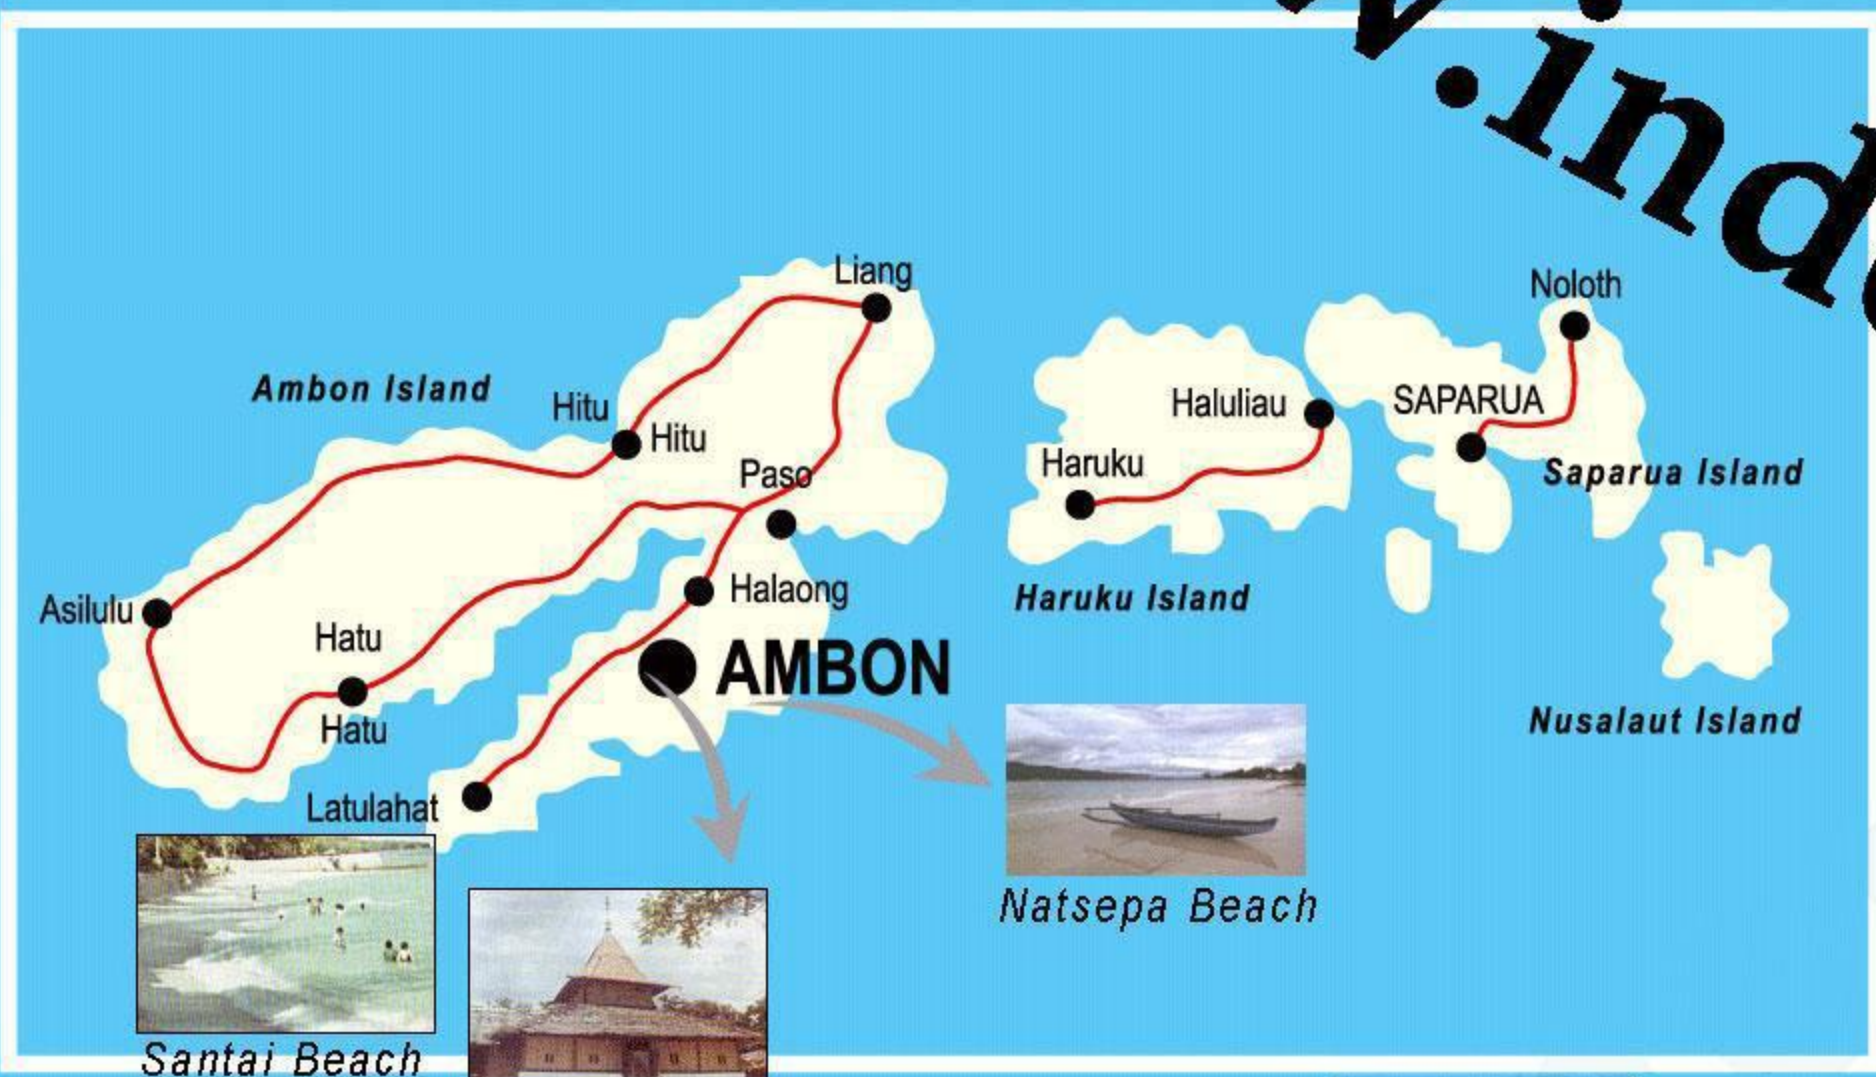 w.indo
Liang
Noloth
Ambon Island
Hitu
Hitu
Haluliau
SAPARUA
Paso
Haruku
Saparua Island
Asilulu
Halaong
Haruku Island
Hatu
AMBON
Hatu
Nusalaut Island
Latulahat
Natsepa Beach
Santai Beach